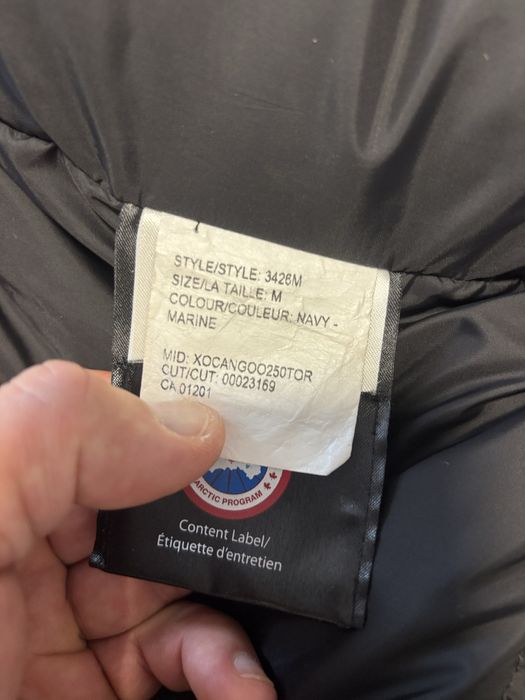 STYLE/STYLE: 3426M
SIZE/LA TAILLE: M
COLOUR/COULEUR: NAVY -
MARINE
MID: XOCANGOO250TOR
CUT/CUT: 00023169
CA 01201
ARCTIC PROGRAM
Content Label/
Étiquette d'entretien